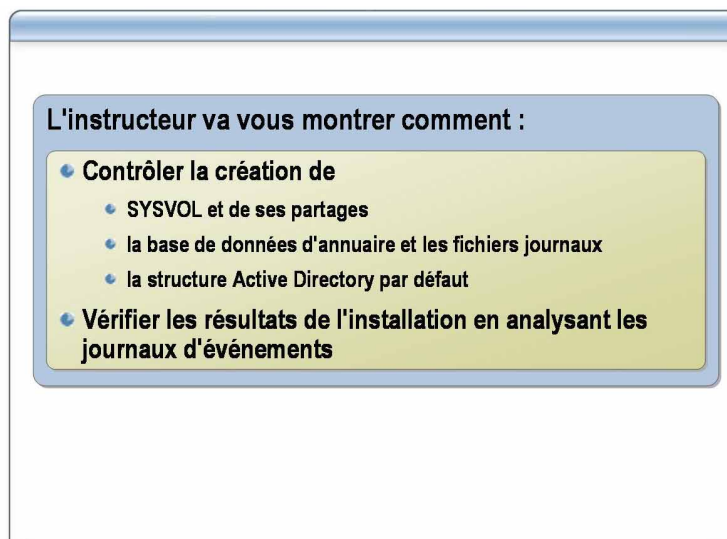 L'instructeur va vous montrer comment :
Contrôler la création de
SYSVOL et de ses partages
la base de données d'annuaire et les fichiers journaux
la structure Active Directory par défaut
Vérifier les résultats de l'installation en analysant les
journaux d'événements